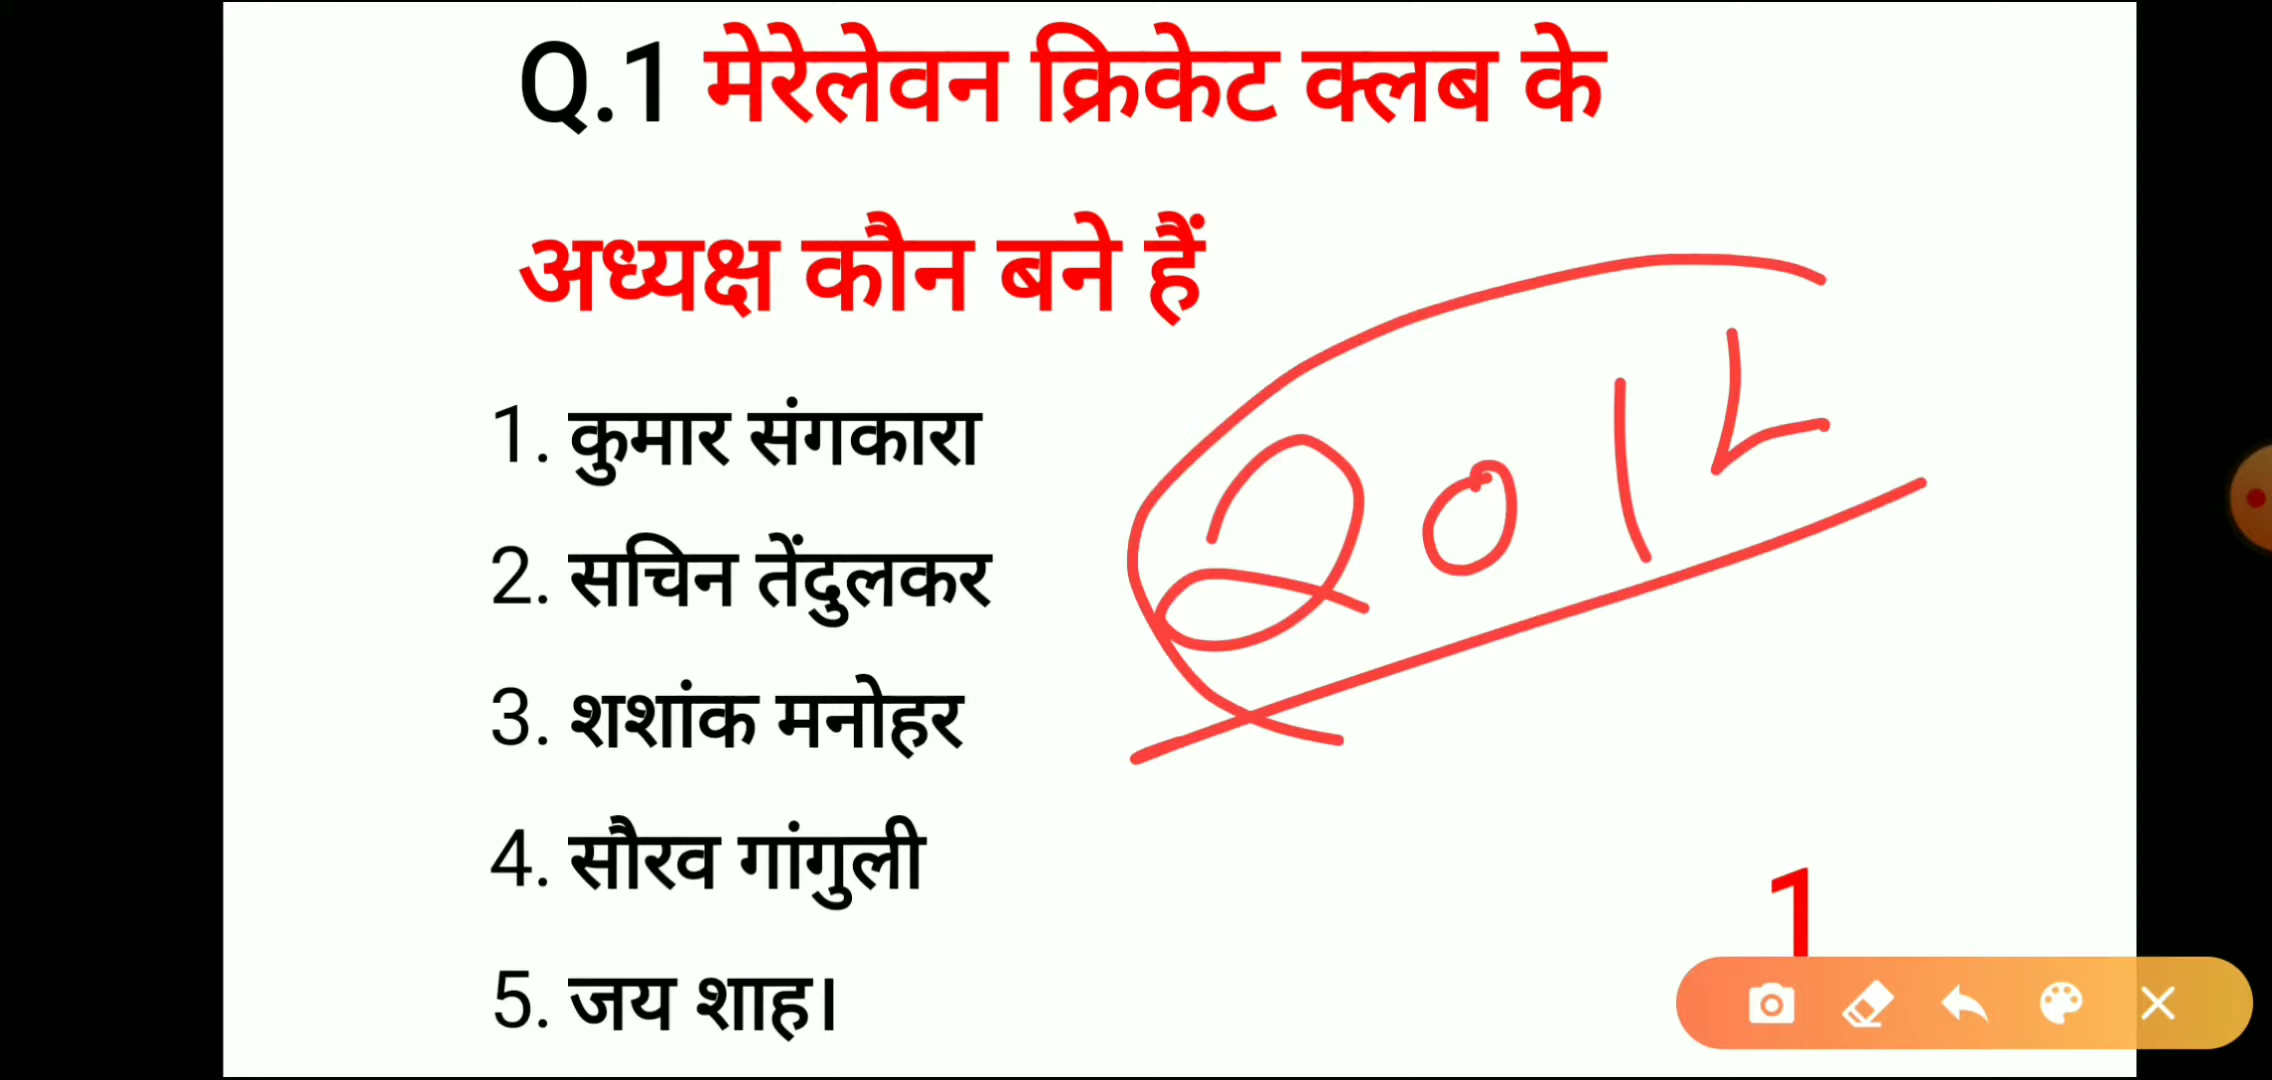 Q.1 मेरेलेवन क्रिकेट क्लब के
अध्यक्ष कौन बने हैं
1. कुमार संगकारा
2. सचिन तेंदुलकर
3. शशांक मनोहर
4. सौरव गांगुली
5. जय शाह।
2012
1